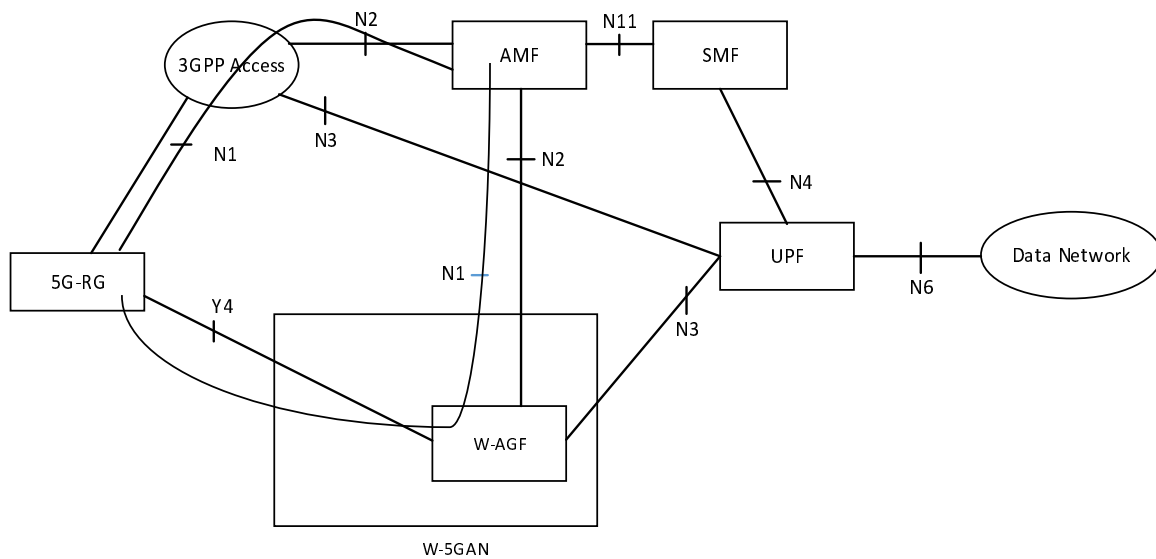 N2
N11
3GPP Access
AMF
SMF
N3
N1
N2
N4
5G-RG
N1
UPF
Data Network
N6
Y4
N3
W-AGF
W-5GAN